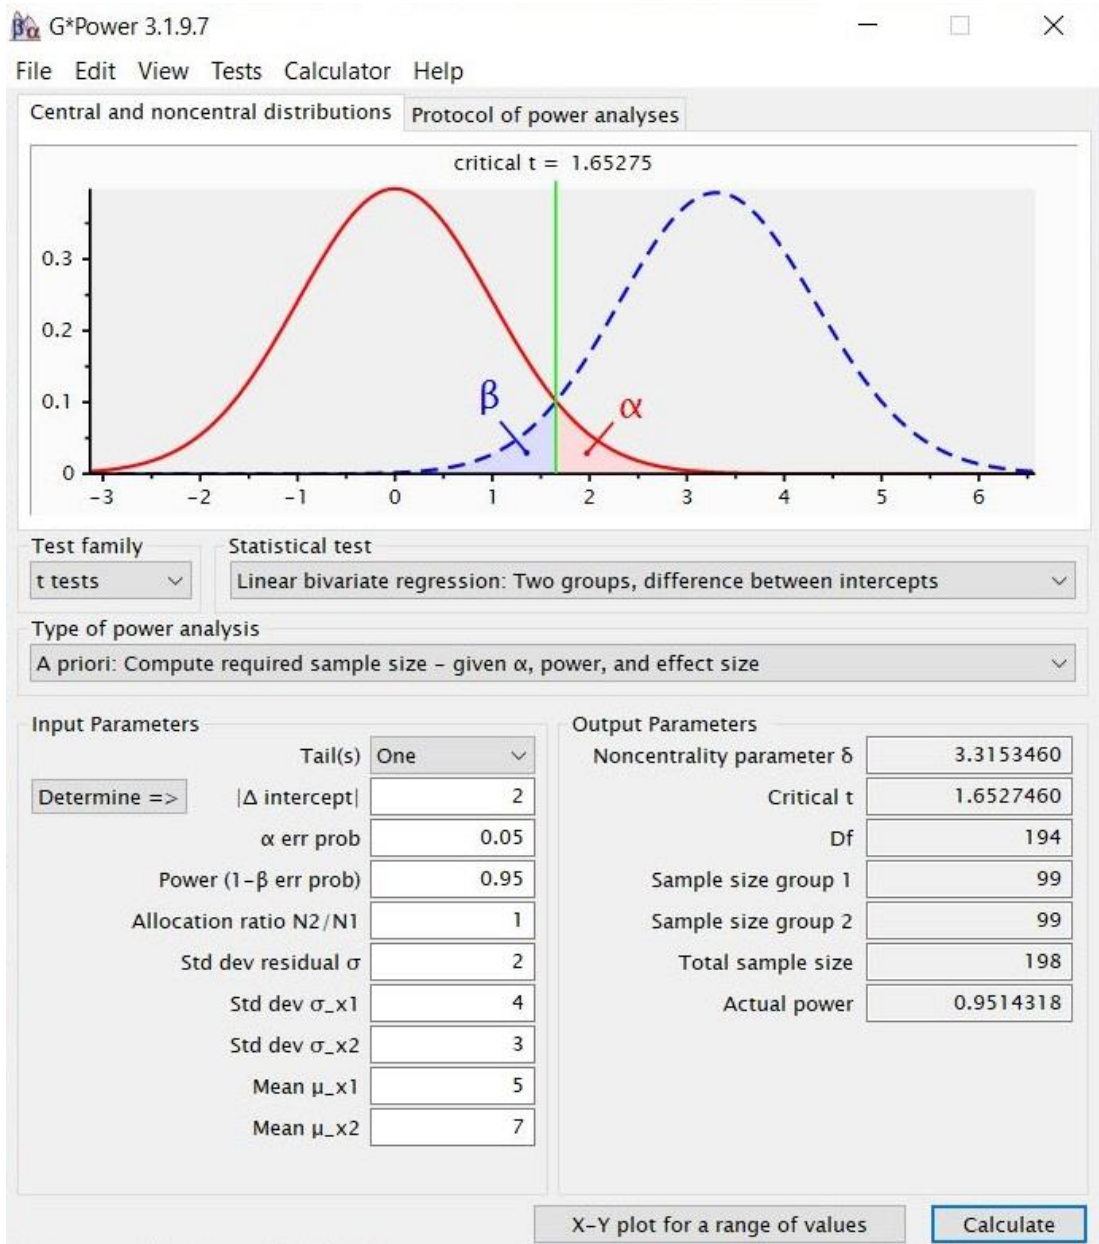 G*Power 3.1.9.7
File Edit View Tests Calculator Help
Central and noncentral distributions Protocol of power analyses
critical t = 1.65275
0.3
0.2
0.1
0
β
α
-3 -2 -1 0 1 2 3 4 5 6
Test family Statistical test
t tests Linear bivariate regression: Two groups, difference between intercepts
Type of power analysis
A priori: Compute required sample size – given α, power, and effect size
Input Parameters
Tail(s) One
Determine => |Δ intercept| 2
α err prob 0.05
Power (1-β err prob) 0.95
Allocation ratio N2/N1 1
Std dev residual σ 2
Std dev σ_x1 4
Std dev σ_x2 3
Mean μ_x1 5
Mean μ_x2 7
Output Parameters
Noncentrality parameter δ 3.3153460
Critical t 1.6527460
Df 194
Sample size group 1 99
Sample size group 2 99
Total sample size 198
Actual power 0.9514318
X-Y plot for a range of values Calculate